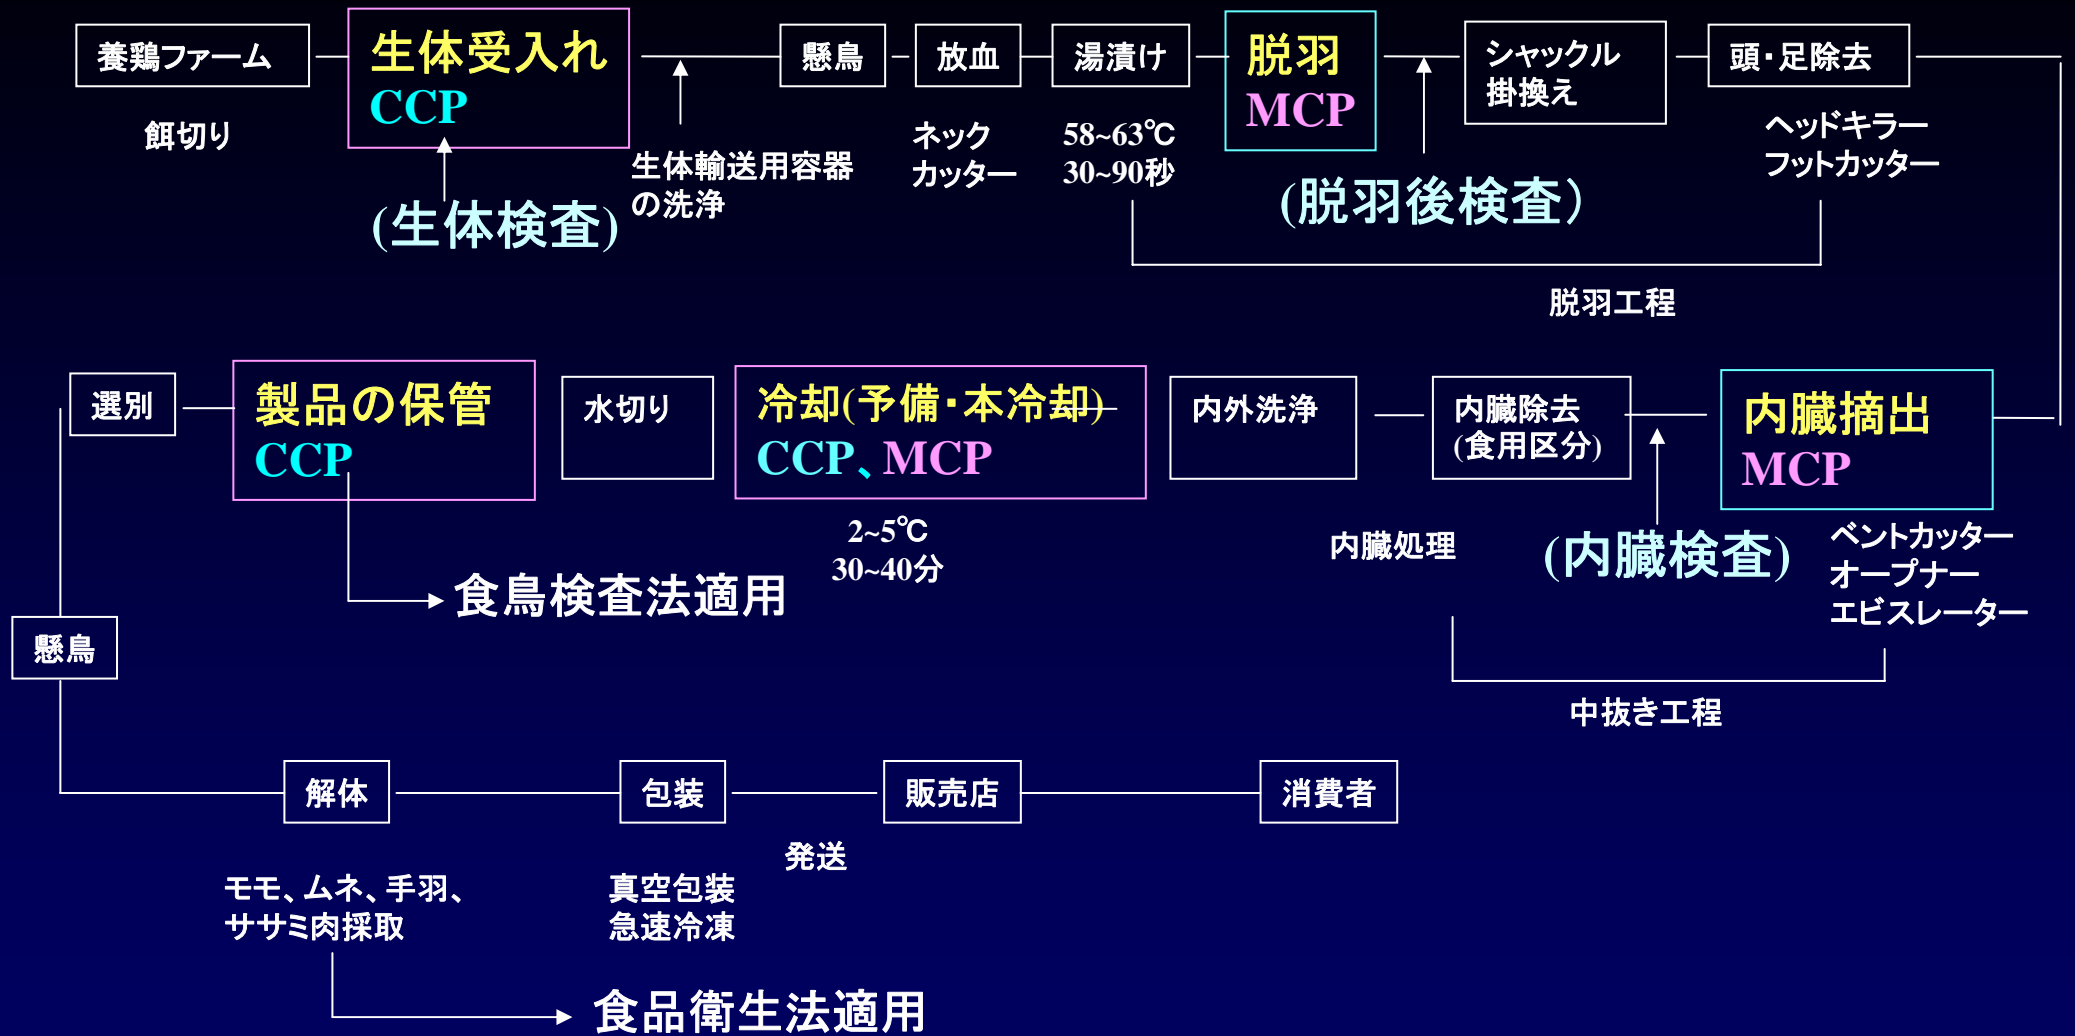 養鶏ファーム
餌切り
生体受入れ
CCP
(生体検査)
生体輸送用容器
の洗浄
懸鳥
放血
ネック
カッター
湯漬け
58~63℃
30~90秒
脱羽
MCP
(脱羽後検査）
シャックル
掛換え
頭・足除去
ヘッドキラー
フットカッター
脱羽工程
内臓摘出
MCP
ベントカッター
オープナー
エビスレーター
(内臓検査)
内臓除去
(食用区分)
内臓処理
中抜き工程
内外洗浄
冷却(予備・本冷却)
CCP、MCP
2~5℃
30~40分
水切り
製品の保管
CCP
食鳥検査法適用
選別
懸鳥
解体
モモ、ムネ、手羽、
ササミ肉採取
食品衛生法適用
包装
真空包装
急速冷凍
発送
販売店
消費者